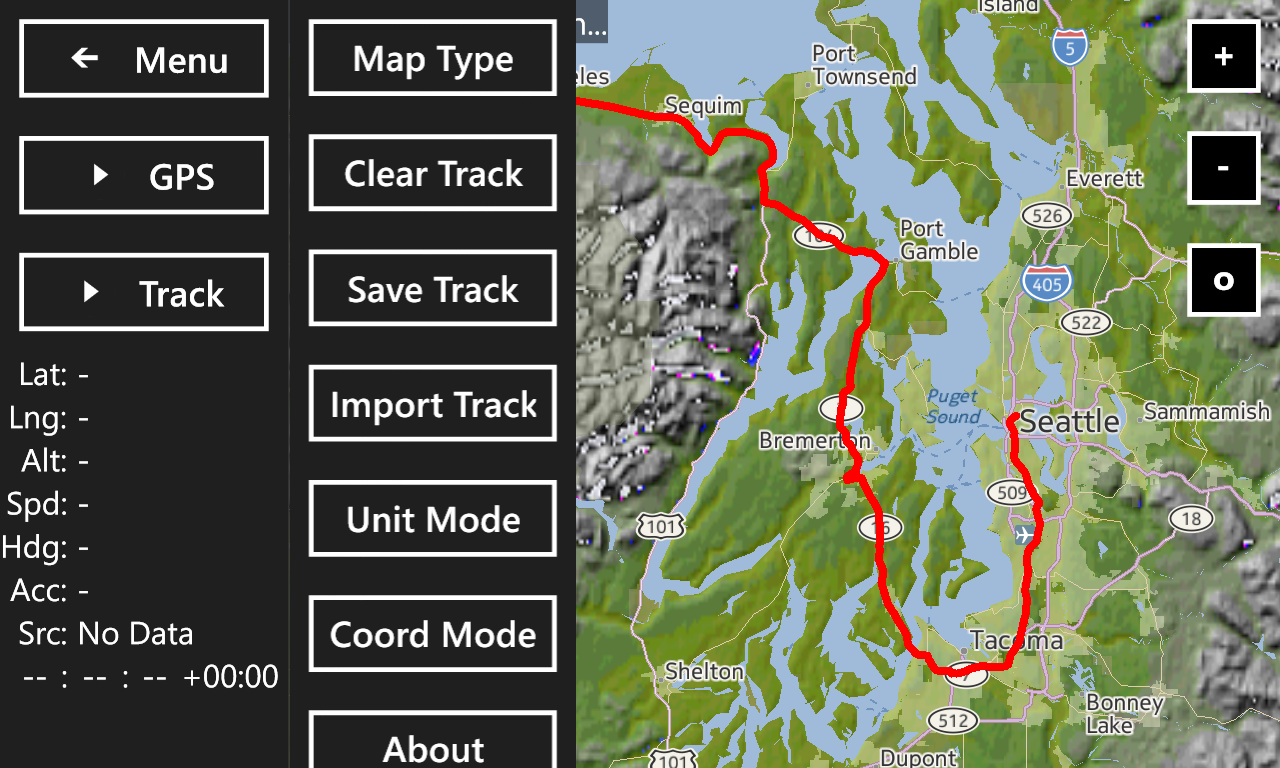 ← Menu
GPS
Track
Lat: -
Lng: -
Alt: -
Spd: -
Hdg: -
Acc: -
Src: No Data
-- : -- : -- +00:00
Map Type
Clear Track
Save Track
Import Track
Unit Mode
Coord Mode
About
Island
5
Port
Townsend
Sequim
Everett
526
Port
Gamble
405
522
Puget
Sound
Seattle
Sammamish
Bremerton
509
101
16
18
Tacoma
Shelton
Bonney
Lake
512
101
Dupont
+
-
o